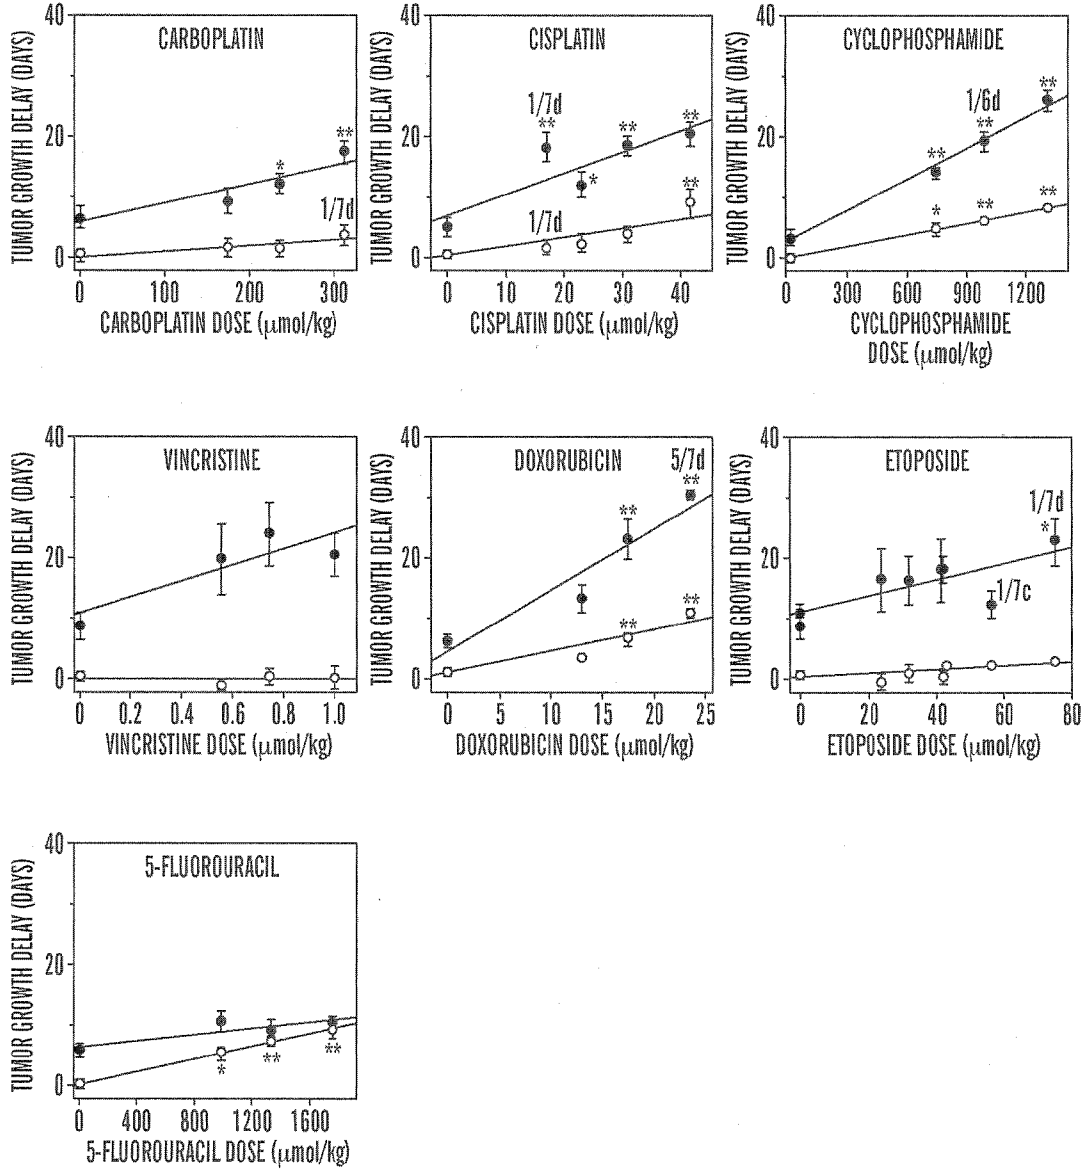 CARBOPLATIN
TUMOR GROWTH DELAY (DAYS)
40
20
0
*
**
1/7d
0 100 200 300
CARBOPLATIN DOSE (μmol/kg)
CISPLATIN
TUMOR GROWTH DELAY (DAYS)
40
20
0
1/7d
**
*
**
**
1/7d
**
0 10 20 30 40
CISPLATIN DOSE (μmol/kg)
CYCLOPHOSPHAMIDE
TUMOR GROWTH DELAY (DAYS)
40
20
0
**
1/6d
**
**
*
**
**
0 300 600 900 1200
CYCLOPHOSPHAMIDE
DOSE (μmol/kg)
VINCRISTINE
TUMOR GROWTH DELAY (DAYS)
40
20
0
0 0.2 0.4 0.6 0.8 1.0
VINCRISTINE DOSE (μmol/kg)
DOXORUBICIN
TUMOR GROWTH DELAY (DAYS)
40
20
0
5/7d
**
**
**
**
0 5 10 15 20 25
DOXORUBICIN DOSE (μmol/kg)
ETOPOSIDE
TUMOR GROWTH DELAY (DAYS)
40
20
0
1/7d
*
1/7c
0 20 40 60 80
ETOPOSIDE DOSE (μmol/kg)
5-FLUOROURACIL
TUMOR GROWTH DELAY (DAYS)
40
20
0
*
**
**
0 400 800 1200 1600
5-FLUOROURACIL DOSE (μmol/kg)